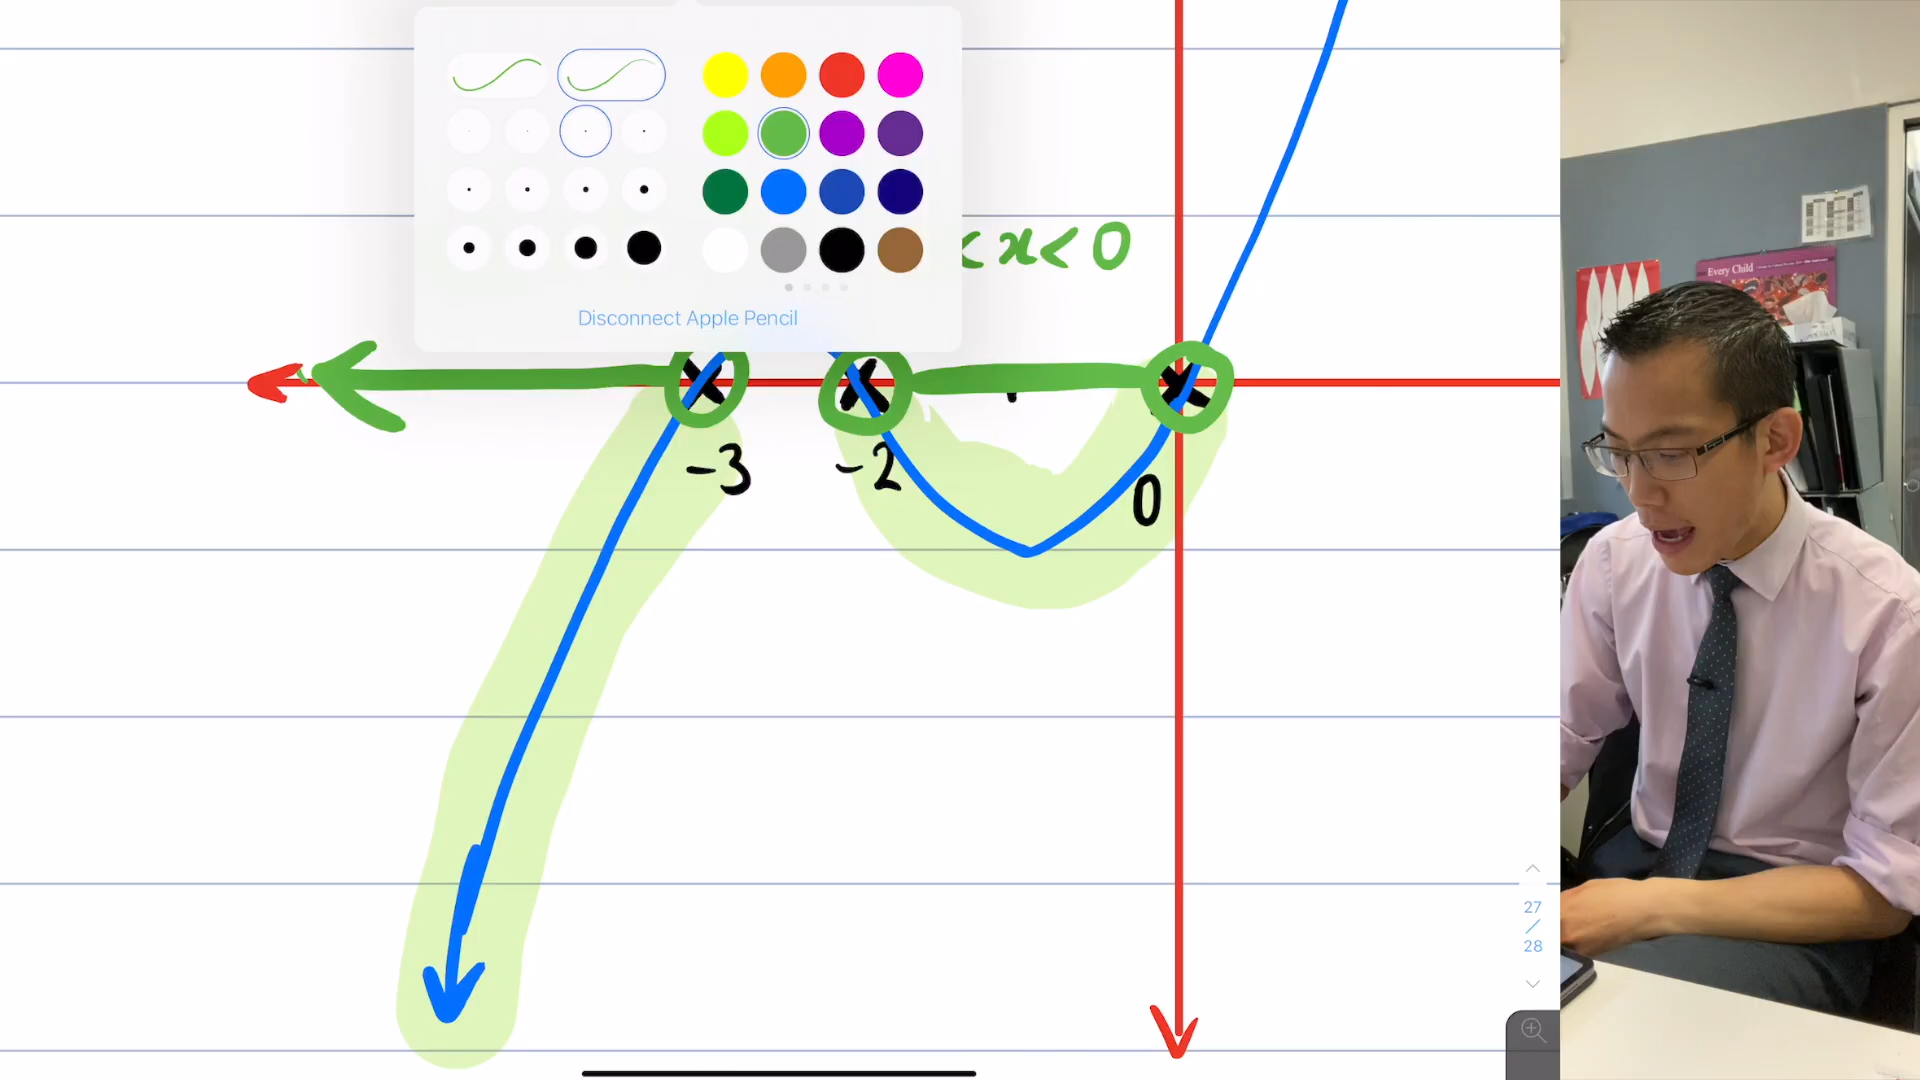 < x < 0
Disconnect Apple Pencil
Every Child
-3
-2
0
27
/
28